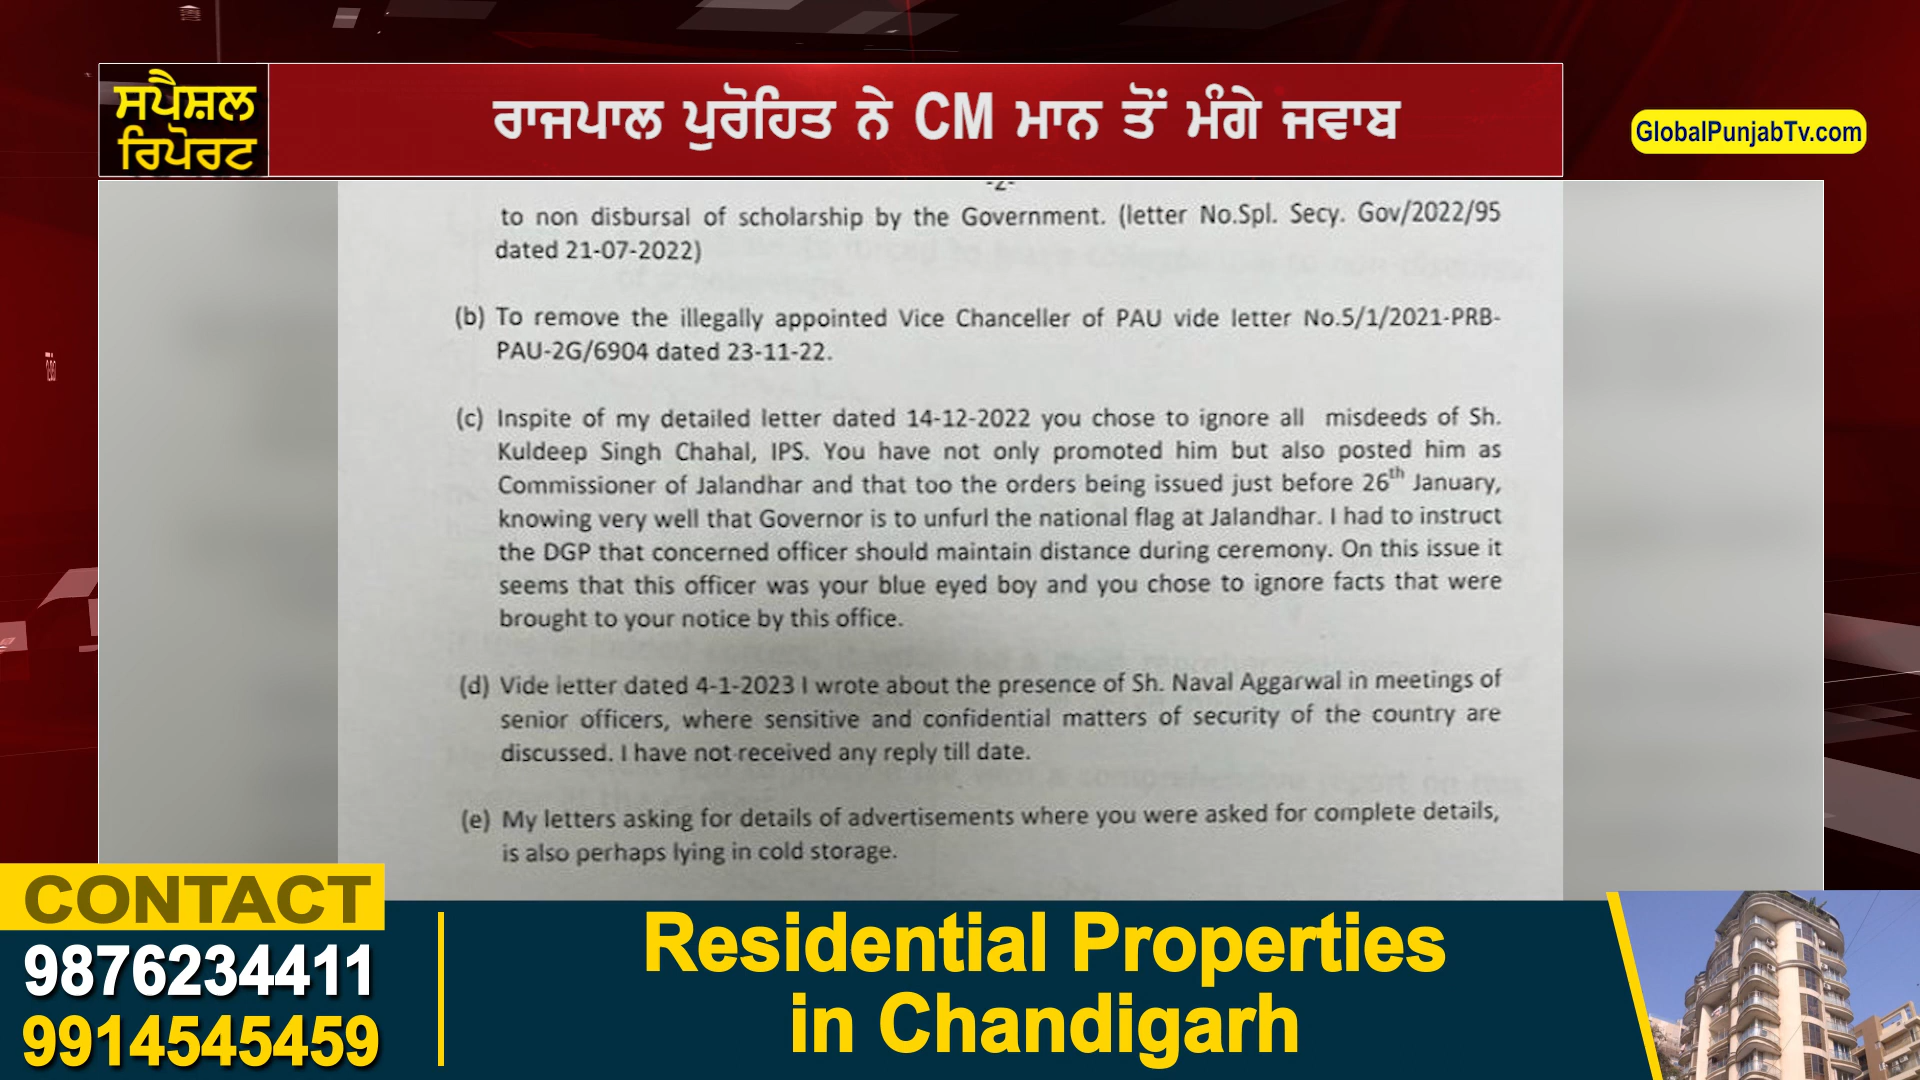 ਸਪੈਸ਼ਲ
ਰਿਪੋਰਟ
ਰਾਜਪਾਲ ਪੁਰੋਹਿਤ ਨੇ CM ਮਾਨ ਤੋਂ ਮੰਗੇ ਜਵਾਬ
GlobalPunjabTv.com
-2-
to non disbursal of scholarship by the Government. (letter No.Spl. Secy. Gov/2022/95
dated 21-07-2022)
(b) To remove the illegally appointed Vice Chanceller of PAU vide letter No.5/1/2021-PRB-
PAU-2G/6904 dated 23-11-22.
(c) Inspite of my detailed letter dated 14-12-2022 you chose to ignore all misdeeds of Sh.
Kuldeep Singh Chahal, IPS. You have not only promoted him but also posted him as
Commissioner of Jalandhar and that too the orders being issued just before 26th January,
knowing very well that Governor is to unfurl the national flag at Jalandhar. I had to instruct
the DGP that concerned officer should maintain distance during ceremony. On this issue it
seems that this officer was your blue eyed boy and you chose to ignore facts that were
brought to your notice by this office.
(d) Vide letter dated 4-1-2023 I wrote about the presence of Sh. Naval Aggarwal in meetings of
senior officers, where sensitive and confidential matters of security of the country are
discussed. I have not received any reply till date.
(e) My letters asking for details of advertisements where you were asked for complete details,
is also perhaps lying in cold storage.
CONTACT
9876234411
9914545459
Residential Properties
in Chandigarh